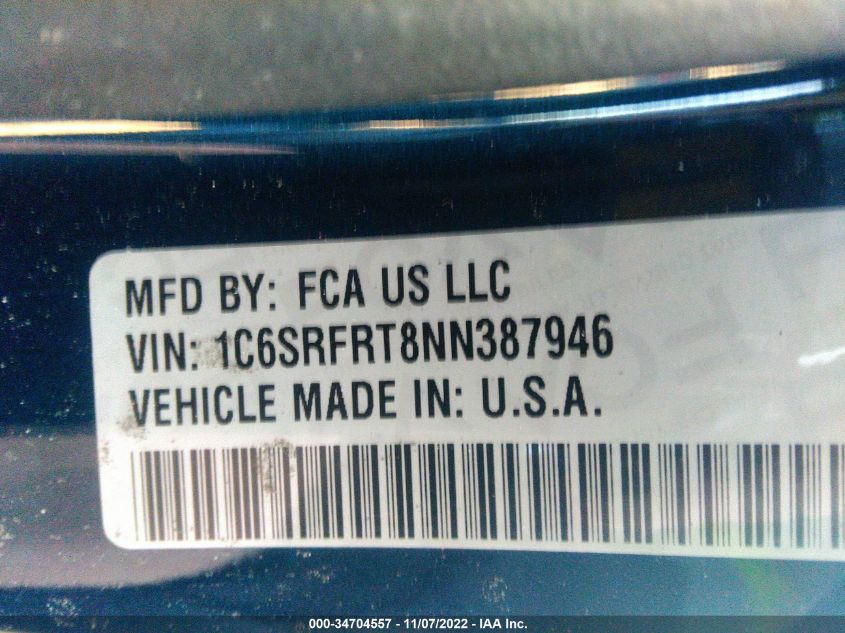 MFD BY: FCA US LLC
VIN: 1C6SRFRT8NN387946
VEHICLE MADE IN: U.S.A.
000-34704557 - 11/07/2022 - IAA Inc.